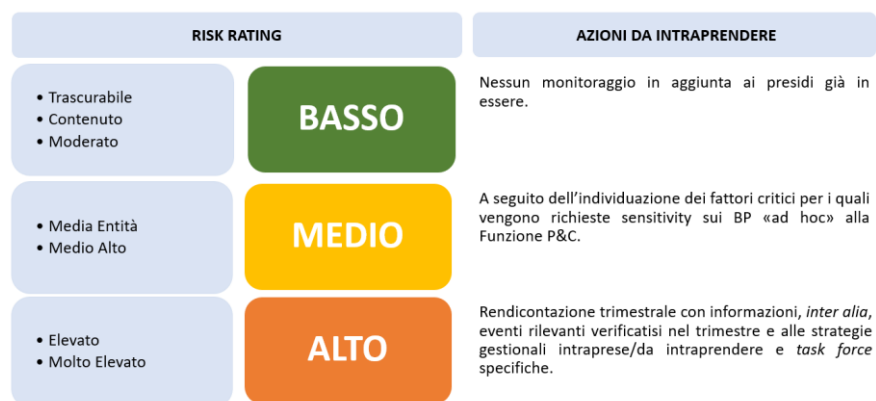 RISK RATING
AZIONI DA INTRAPRENDERE
• Trascurabile
• Contenuto
• Moderato
BASSO
Nessun monitoraggio in aggiunta ai presidi già in
essere.
• Media Entità
• Medio Alto
MEDIO
A seguito dell’individuazione dei fattori critici per i quali
vengono richieste sensitivity sui BP «ad hoc» alla
Funzione P&C.
• Elevato
• Molto Elevato
ALTO
Rendicontazione trimestrale con informazioni, inter alia,
eventi rilevanti verificatisi nel trimestre e alle strategie
gestionali intraprese/da intraprendere e task force
specifiche.